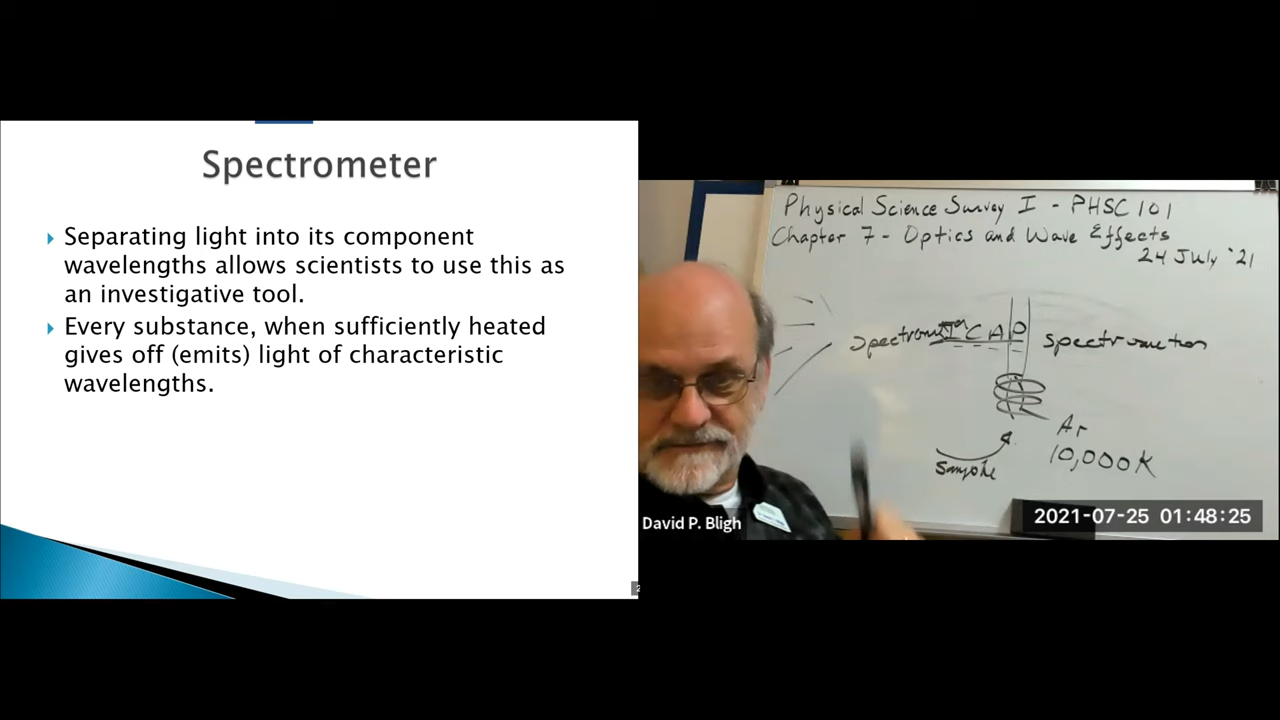 Spectrometer
Separating light into its component
wavelengths allows scientists to use this as
an investigative tool.
Every substance, when sufficiently heated
gives off (emits) light of characteristic
wavelengths.
Physical Science Survey I - PHSC 101
Chapter 7 - Optics and Wave Effects
24 July '21
ICAP
Ar
10,000K
Sample
David P. Bligh
2021-07-25 01:48:25